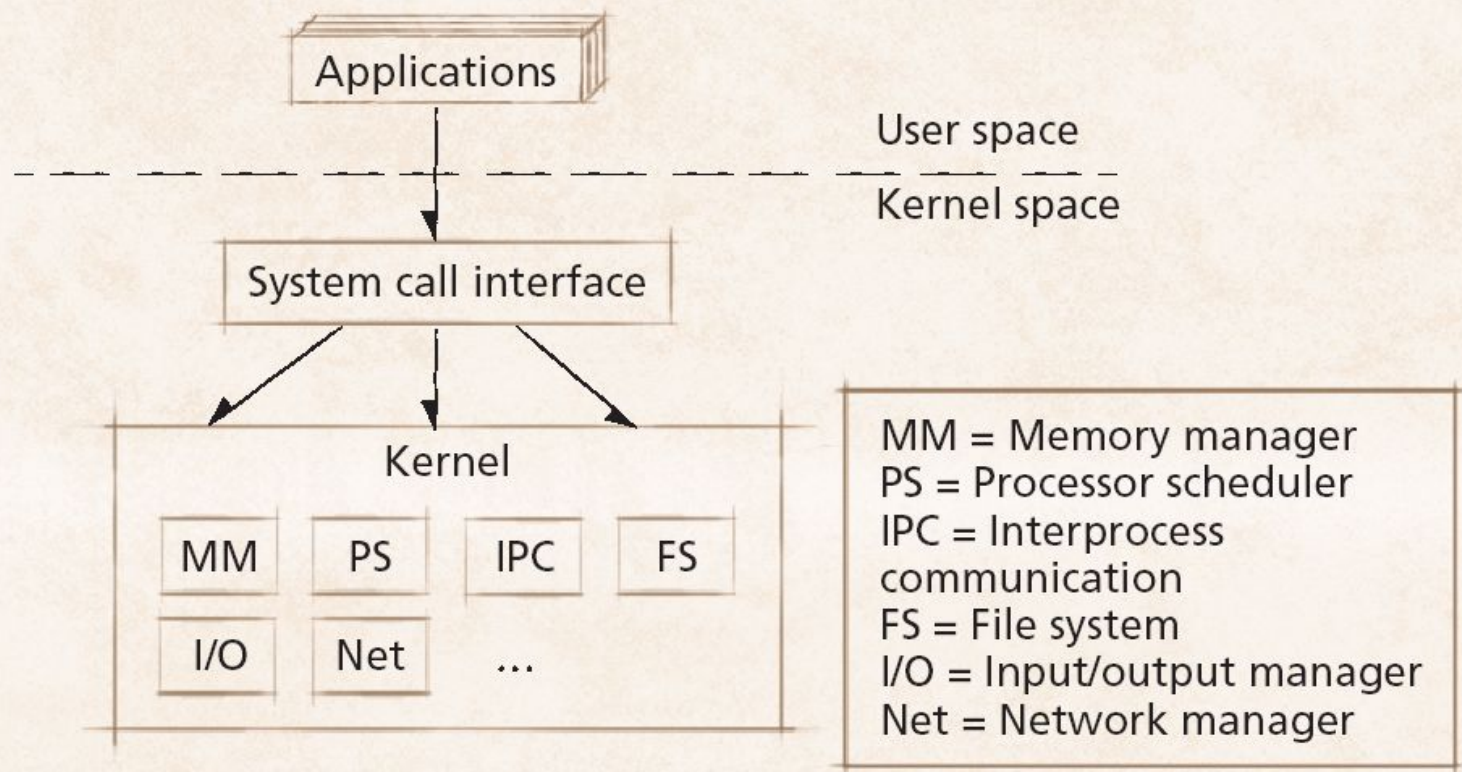 Applications
User space
Kernel space
System call interface
Kernel
MM PS IPC FS
I/O Net ...
MM = Memory manager
PS = Processor scheduler
IPC = Interprocess
communication
FS = File system
I/O = Input/output manager
Net = Network manager